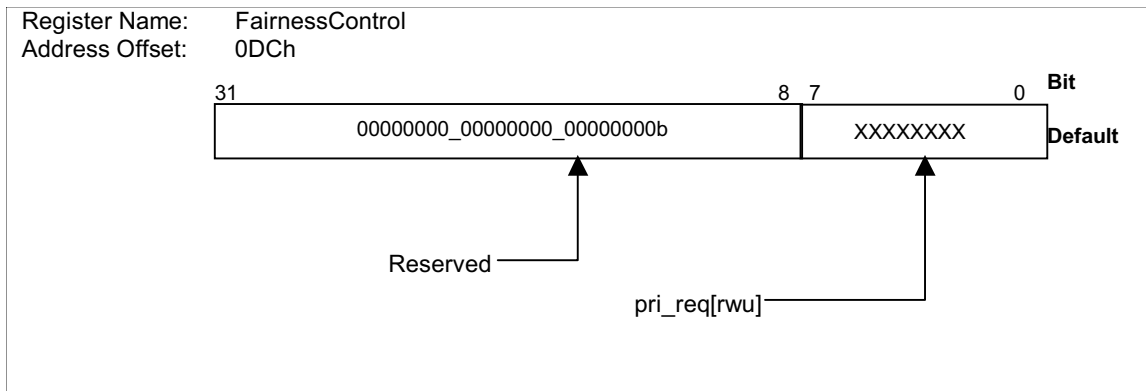 Register Name: FairnessControl
Address Offset: 0DCh
31 8 7 0 Bit
00000000_00000000_00000000b XXXXXXXX Default
Reserved
pri_req[rwu]